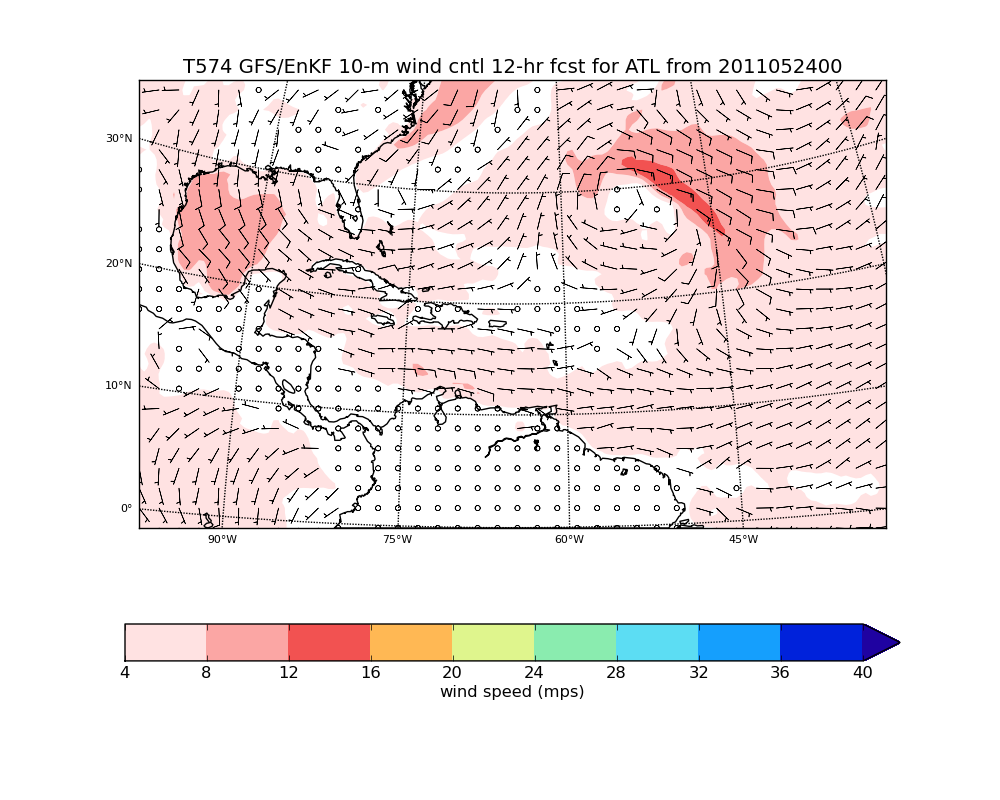 T574 GFS/EnKF 10-m wind cntl 12-hr fcst for ATL from 2011052400
30°N
20°N
10°N
0°
90°W 75°W 60°W 45°W
4 8 12 16 20 24 28 32 36 40
wind speed (mps)